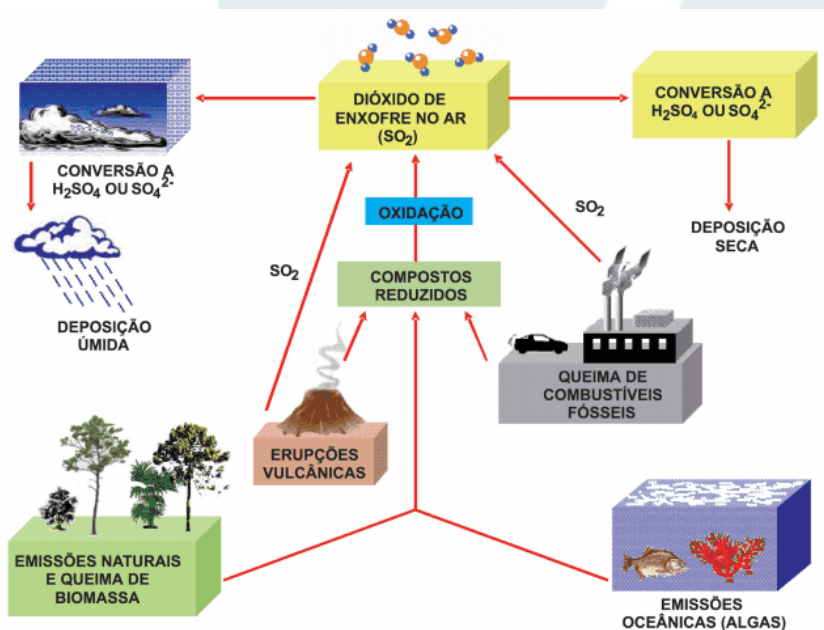 DIÓXIDO DE
ENXOFRE NO AR
(SO₂)
CONVERSÃO A
H₂SO₄ OU SO₄²⁻
CONVERSÃO A
H₂SO₄ OU SO₄²⁻
DEPOSIÇÃO
SECA
DEPOSIÇÃO
ÚMIDA
OXIDAÇÃO
SO₂
SO₂
COMPOSTOS
REDUZIDOS
QUEIMA DE
COMBUSTÍVEIS
FÓSSEIS
ERUPÇÕES
VULCÂNICAS
EMISSÕES NATURAIS
E QUEIMA DE
BIOMASSA
EMISSÕES
OCEÂNICAS (ALGAS)